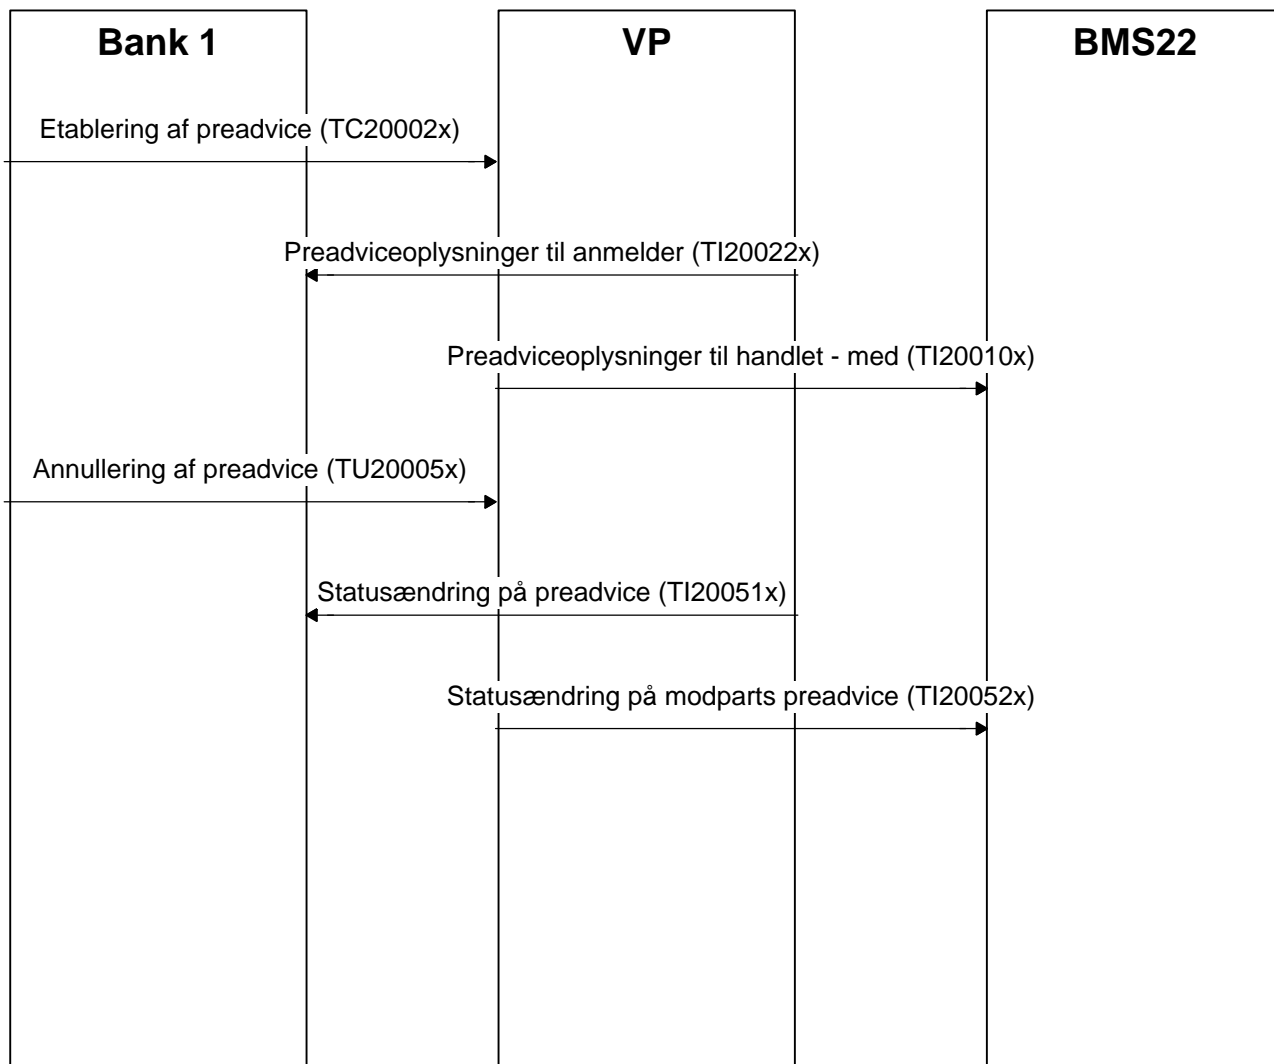 Bank 1
VP
BMS22
Etablering af preadvice (TC20002x)
Preadviceoplysninger til anmelder (TI20022x)
Preadviceoplysninger til handlet - med (TI20010x)
Annullering af preadvice (TU20005x)
Statusændring på preadvice (TI20051x)
Statusændring på modparts preadvice (TI20052x)